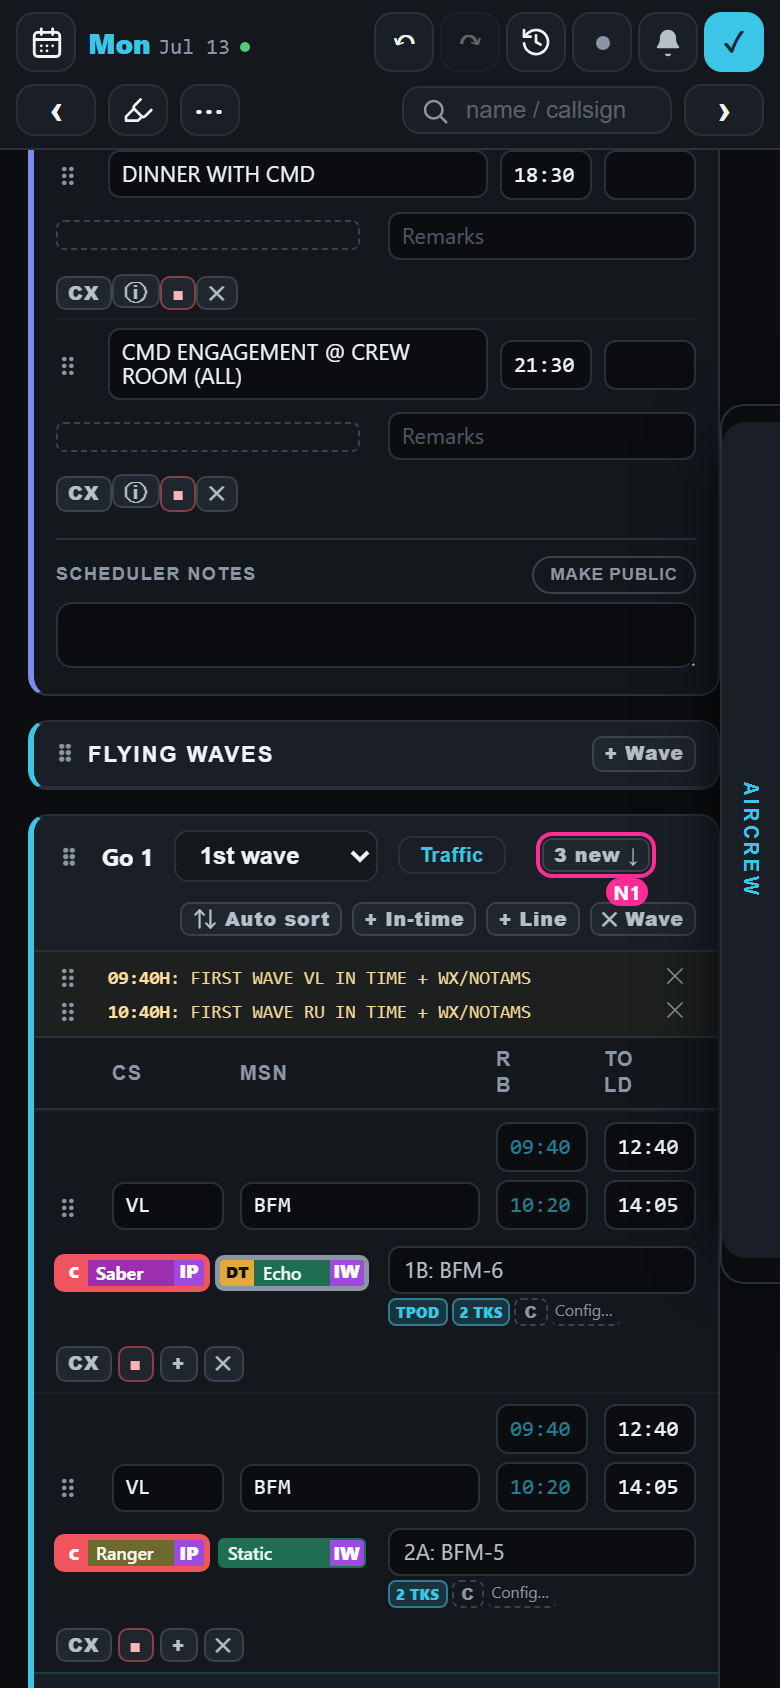 Mon Jul 13
name / callsign
DINNER WITH CMD 18:30
Remarks
CX
CMD ENGAGEMENT @ CREW ROOM (ALL) 21:30
Remarks
CX
SCHEDULER NOTES MAKE PUBLIC
FLYING WAVES + Wave
AIRCREW
Go 1 1st wave Traffic 3 new ↓
N1
Auto sort + In-time + Line ✕ Wave
09:40H: FIRST WAVE VL IN TIME + WX/NOTAMS
10:40H: FIRST WAVE RU IN TIME + WX/NOTAMS
CS MSN R TO
B LD
09:40 12:40
VL BFM 10:20 14:05
C Saber IP DT Echo IW 1B: BFM-6
TPOD 2 TKS C Config...
CX + ✕
09:40 12:40
VL BFM 10:20 14:05
C Ranger IP Static IW 2A: BFM-5
2 TKS C Config...
CX + ✕